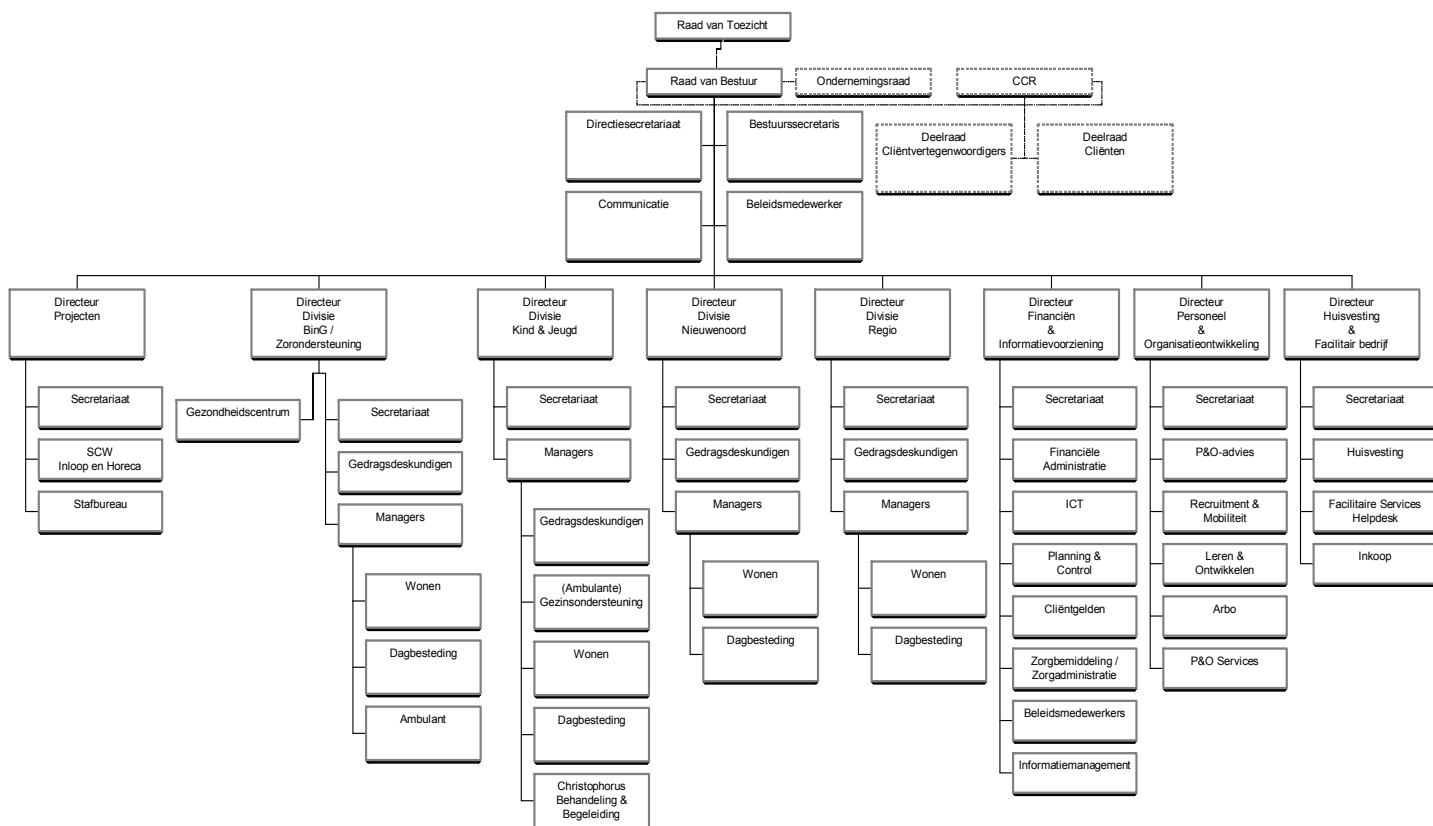 Raad van Toezicht
Raad van Bestuur
Ondernemingsraad
CCR
Directiesecretariaat
Bestuurssecretaris
Deelraad
Cliëntvertegenwoordigers
Deelraad
Cliënten
Communicatie
Beleidsmedewerker
Directeur
Projecten
Secretariaat
SCW
Inloop en Horeca
Stafbureau
Directeur
Divisie
BinG /
Zorondersteuning
Gezondheidscentrum
Secretariaat
Gedragsdeskundigen
Managers
Wonen
Dagbesteding
Ambulant
Directeur
Divisie
Kind & Jeugd
Secretariaat
Managers
Gedragsdeskundigen
(Ambulante)
Gezinsondersteuning
Wonen
Dagbesteding
Christophorus
Behandeling &
Begeleiding
Directeur
Divisie
Nieuwenoord
Secretariaat
Gedragsdeskundigen
Managers
Wonen
Dagbesteding
Directeur
Divisie
Regio
Secretariaat
Gedragsdeskundigen
Managers
Wonen
Dagbesteding
Directeur
Financiën
&
Informatievoorziening
Secretariaat
Financiële
Administratie
ICT
Planning &
Control
Cliëntgelden
Zorgbemiddeling /
Zorgadministratie
Beleidsmedewerkers
Informatiemanagement
Directeur
Personeel
&
Organisatieontwikkeling
Secretariaat
P&O-advies
Recruitment &
Mobiliteit
Leren &
Ontwikkelen
Arbo
P&O Services
Directeur
Huisvesting
&
Facilitair bedrijf
Secretariaat
Huisvesting
Facilitaire Services
Helpdesk
Inkoop